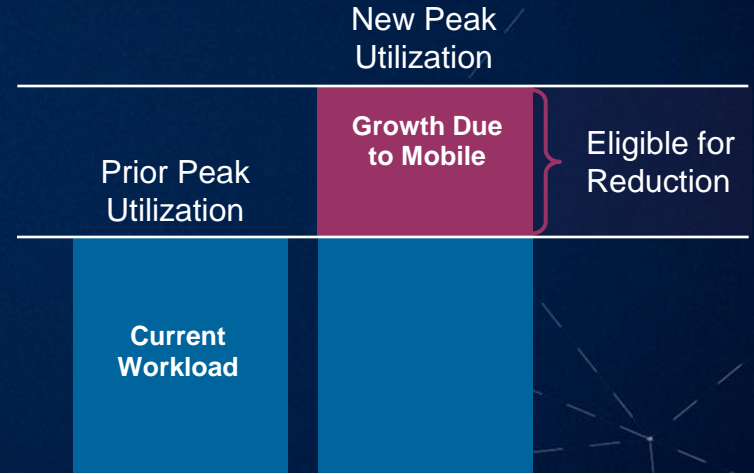 New Peak
Utilization
Growth Due
to Mobile
Eligible for
Reduction
Prior Peak
Utilization
Current
Workload